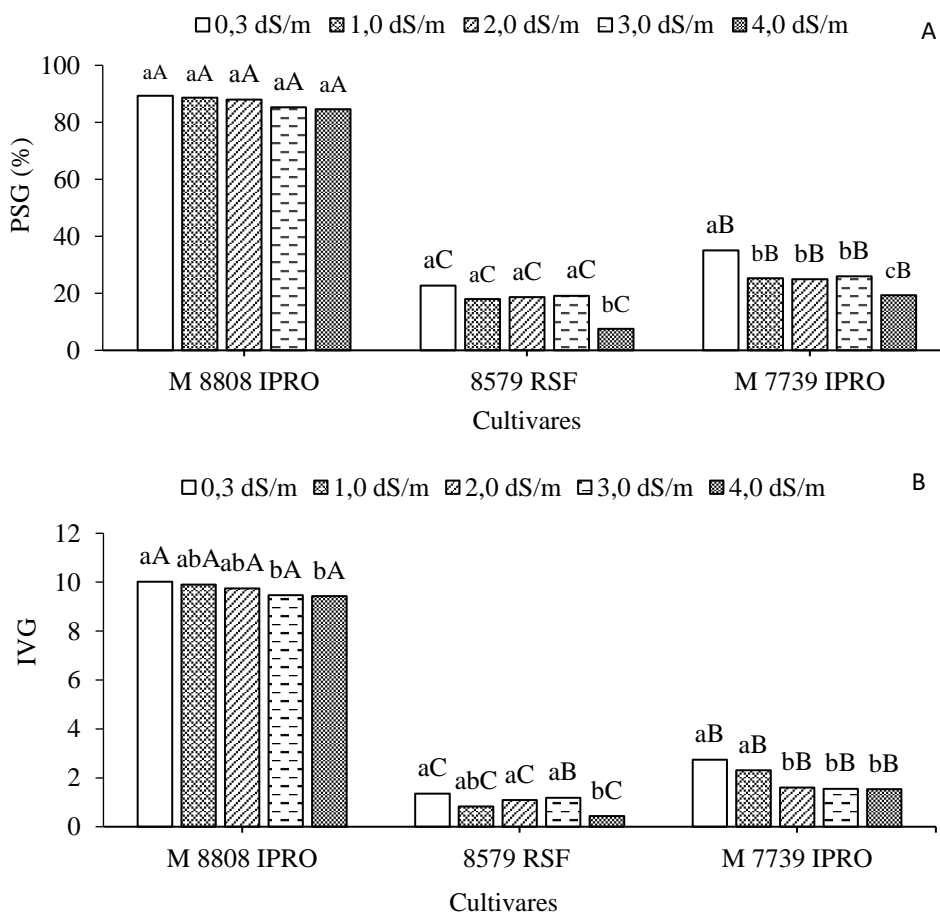 0,3 dS/m 1,0 dS/m 2,0 dS/m 3,0 dS/m 4,0 dS/m A
PSG (%)
100
80
60
40
20
0
aA aA aA aA aA
aC aC aC aC bC
aB bB bB bB cB
M 8808 IPRO 8579 RSF M 7739 IPRO
Cultivares
0,3 dS/m 1,0 dS/m 2,0 dS/m 3,0 dS/m 4,0 dS/m B
IVG
12
10
8
6
4
2
0
aA abA abA bA bA
aC abC aC aB bC
aB aB bB bB bB
M 8808 IPRO 8579 RSF M 7739 IPRO
Cultivares